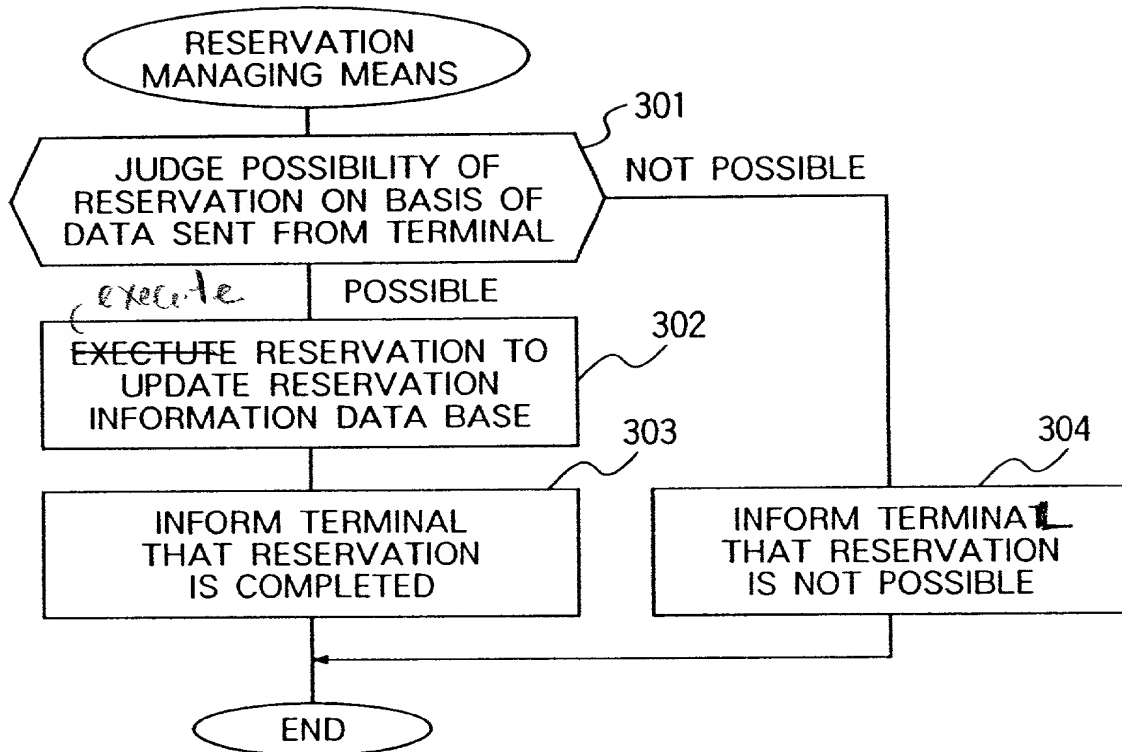 RESERVATION
MANAGING MEANS
301
JUDGE POSSIBILITY OF
RESERVATION ON BASIS OF
DATA SENT FROM TERMINAL
NOT POSSIBLE
execute
POSSIBLE
302
EXECTUTE RESERVATION TO
UPDATE RESERVATION
INFORMATION DATA BASE
303
304
INFORM TERMINAL
THAT RESERVATION
IS COMPLETED
INFORM TERMINAL
THAT RESERVATION
IS NOT POSSIBLE
END